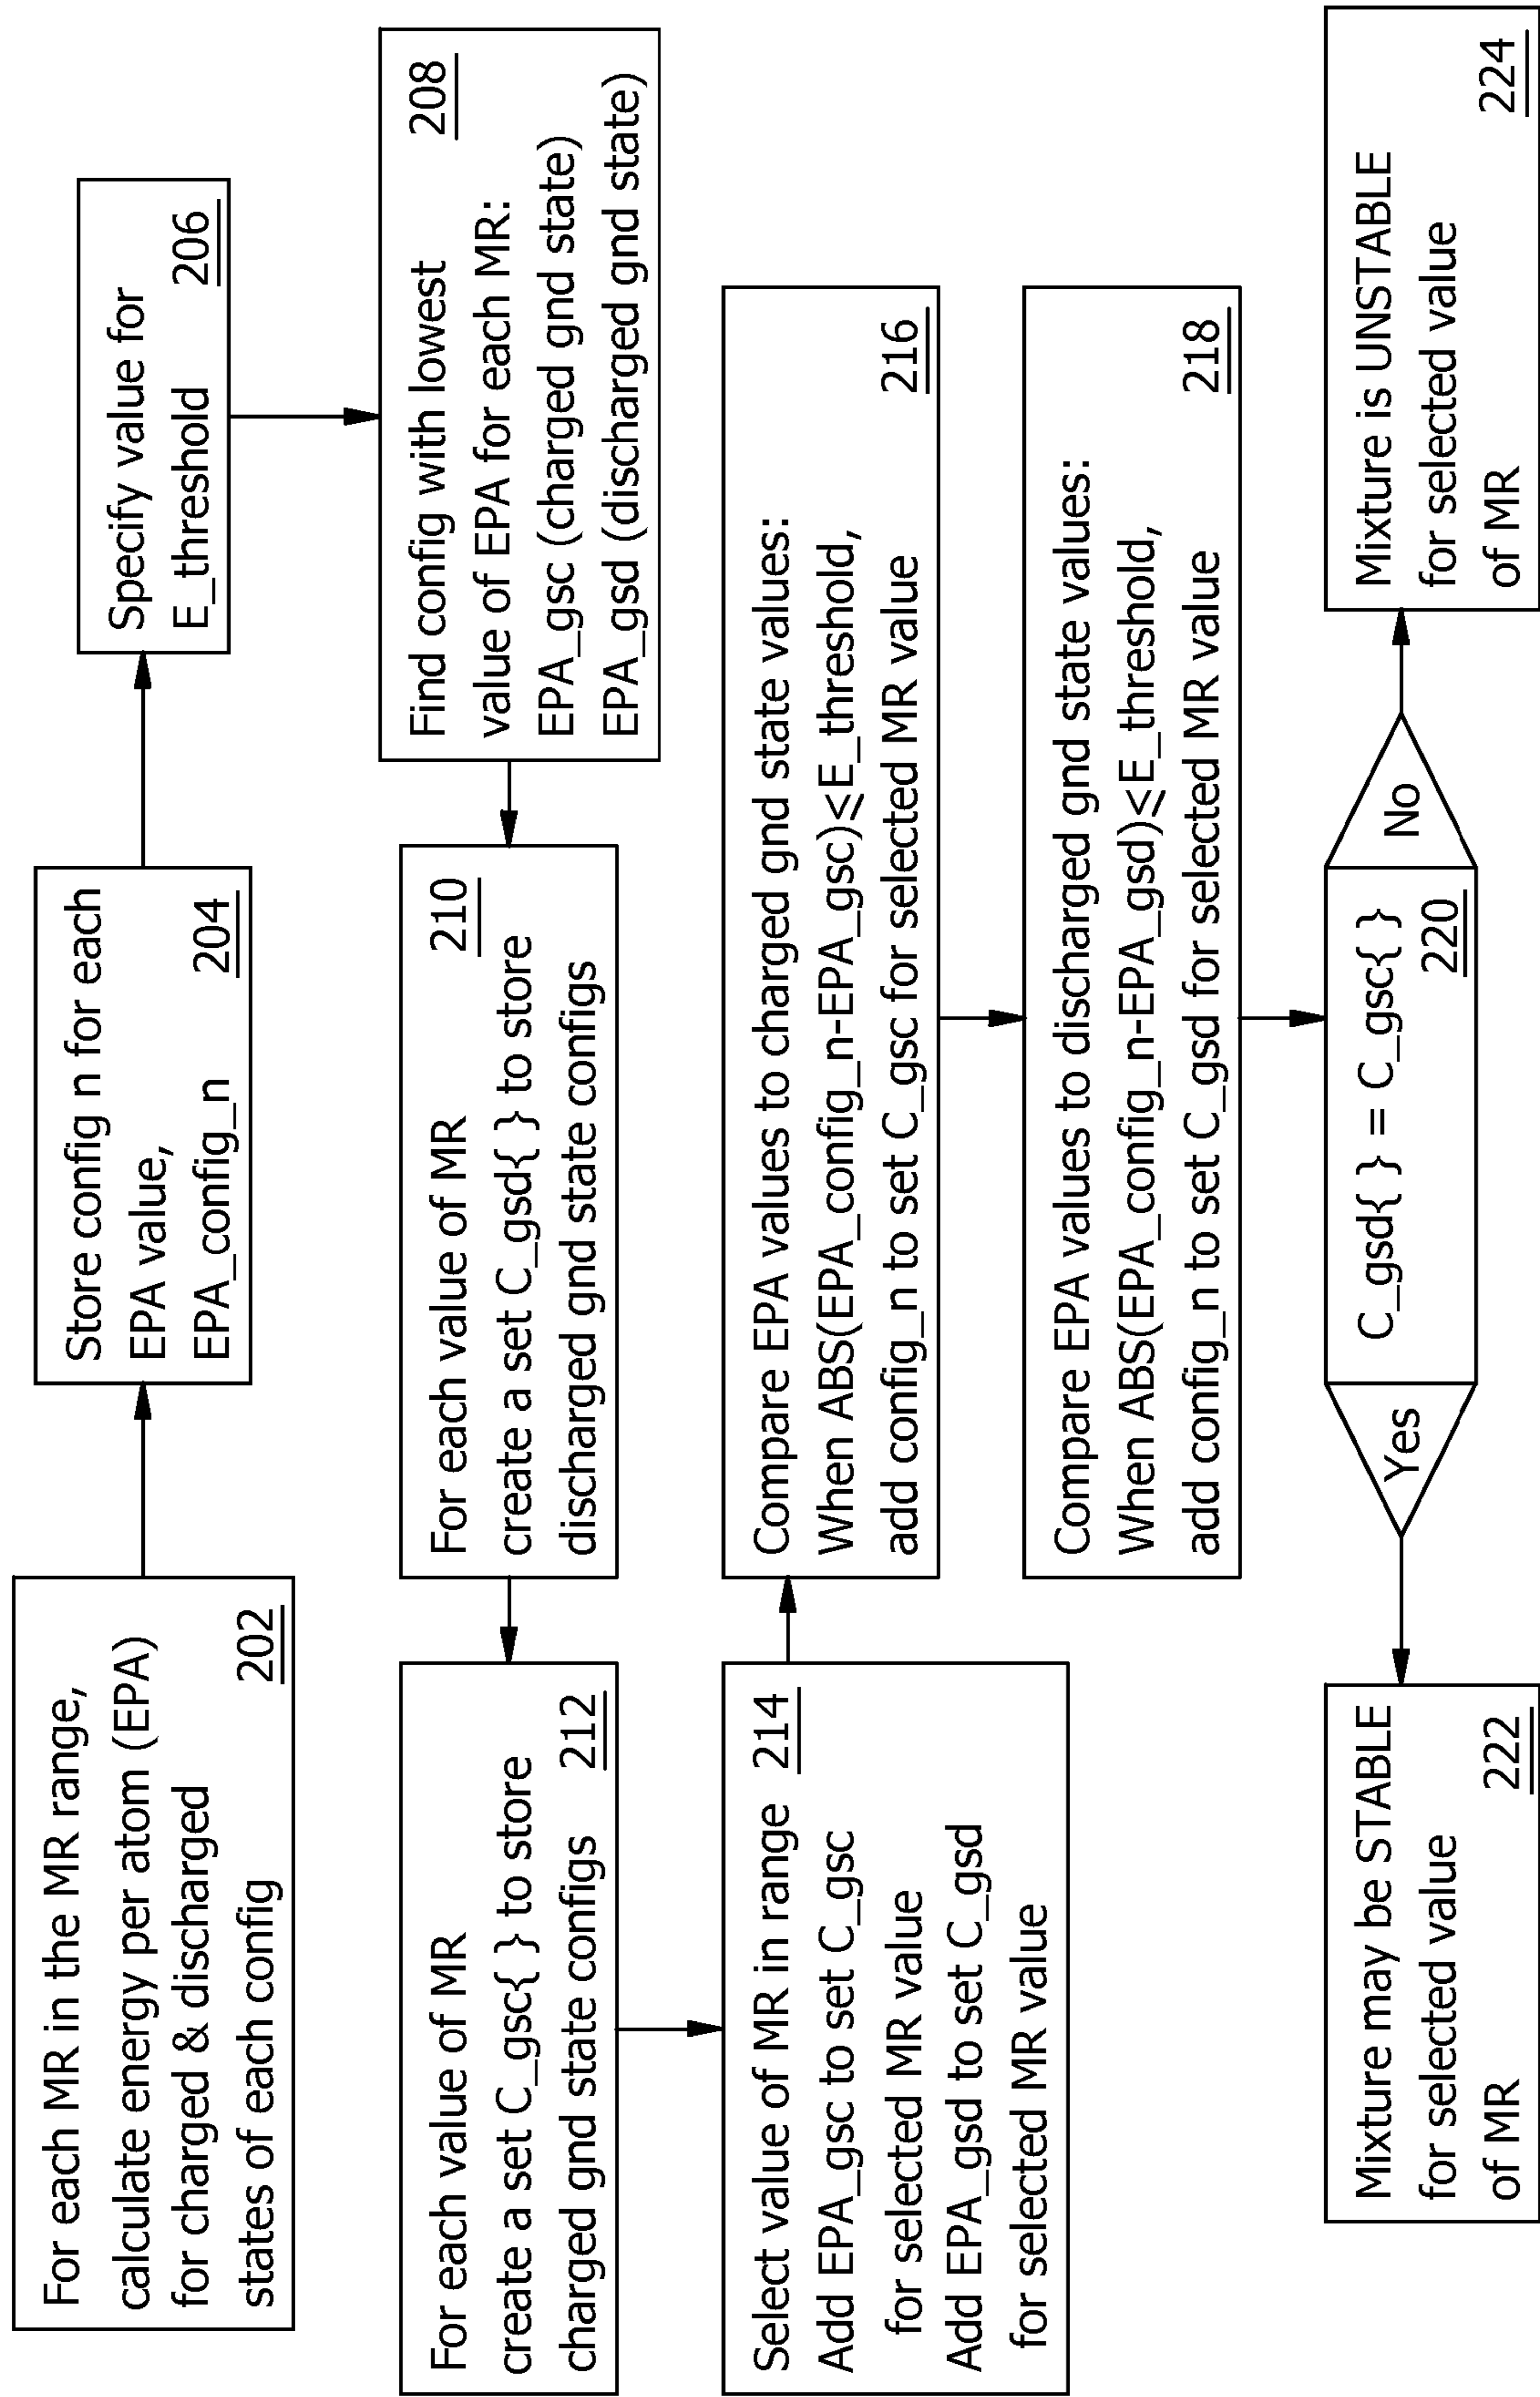 For each MR in the MR range,
calculate energy per atom (EPA)
for charged & discharged
states of each config
202
Store config n for each
EPA value,
EPA_config_n
204
Specify value for
E_threshold
206
Find config with lowest
208
value of EPA for each MR:
EPA_gsc (charged gnd state)
EPA_gsd (discharged gnd state)
For each value of MR
210
create a set C_gsd{ } to store
discharged gnd state configs
For each value of MR
create a set C_gsc{ } to store
charged gnd state configs
212
Select value of MR in range
214
Add EPA_gsc to set C_gsc
for selected MR value
Add EPA_gsd to set C_gsd
for selected MR value
Compare EPA values to charged gnd state values:
When ABS(EPA_config_n-EPA_gsc)≤E_threshold,
add config_n to set C_gsc for selected MR value
216
Compare EPA values to discharged gnd state values:
When ABS(EPA_config_n-EPA_gsd)≤E_threshold,
add config_n to set C_gsd for selected MR value
218
Yes
C_gsd{ } = C_gsc{ }
220
No
Mixture may be STABLE
for selected value
of MR
222
Mixture is UNSTABLE
for selected value
of MR
224